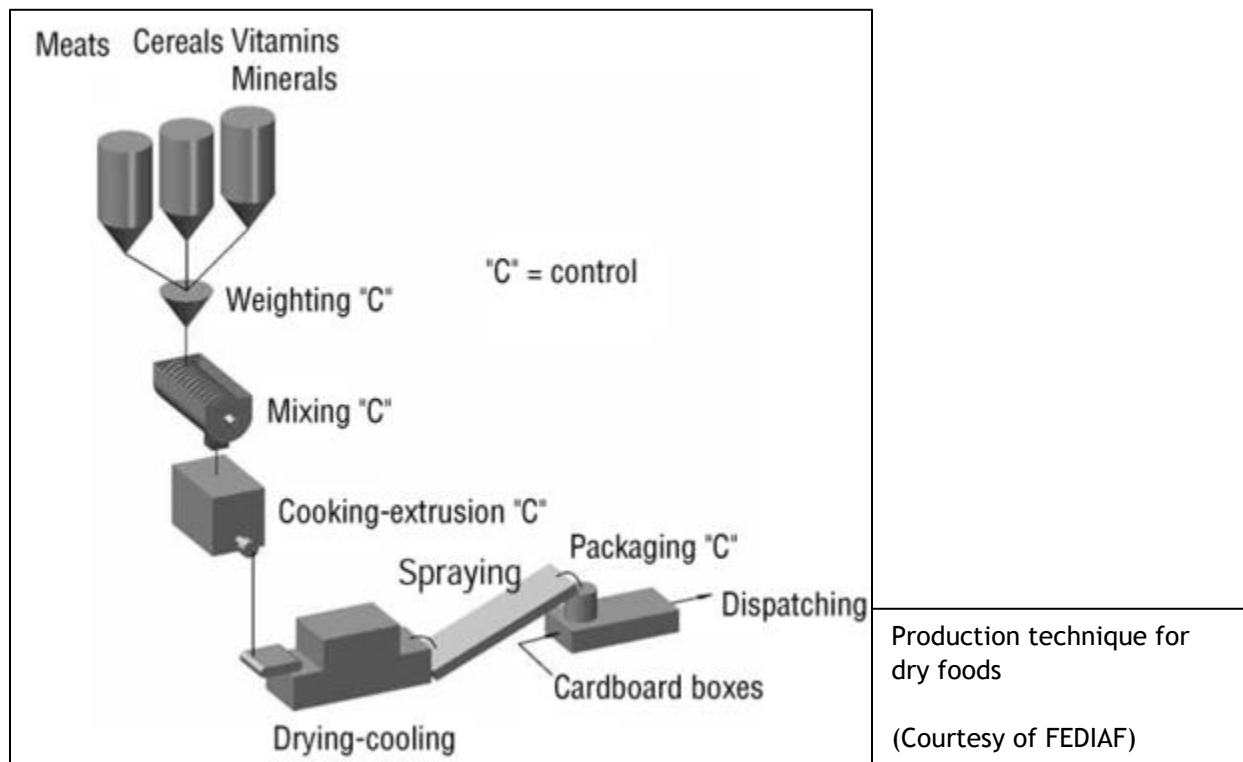 Meats Cereals Vitamins
Minerals
"C" = control
Weighting "C"
Mixing "C"
Cooking-extrusion "C"
Packaging "C"
Spraying
Dispatching
Cardboard boxes
Drying-cooling
Production technique for
dry foods
(Courtesy of FEDIAF)